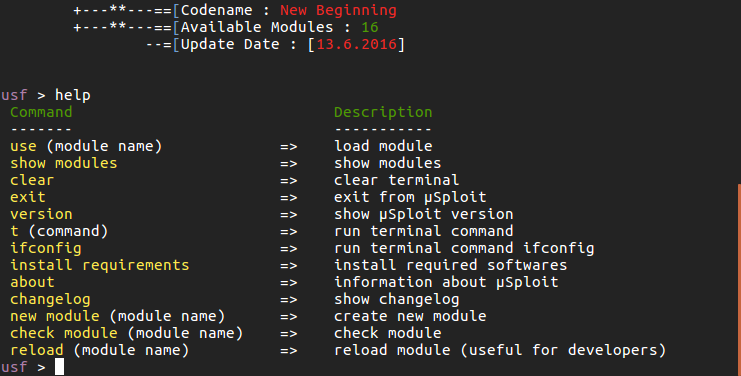 +---**---==[Codename : New Beginning
+---**---==[Available Modules : 16
--=[Update Date : [13.6.2016]
usf > help
Command Description
------- -----------
use (module name) => load module
show modules => show modules
clear => clear terminal
exit => exit from µSploit
version => show µSploit version
t (command) => run terminal command
ifconfig => run terminal command ifconfig
install requirements => install required softwares
about => information about µSploit
changelog => show changelog
new module (module name) => create new module
check module (module name) => check module
reload (module name) => reload module (useful for developers)
usf >